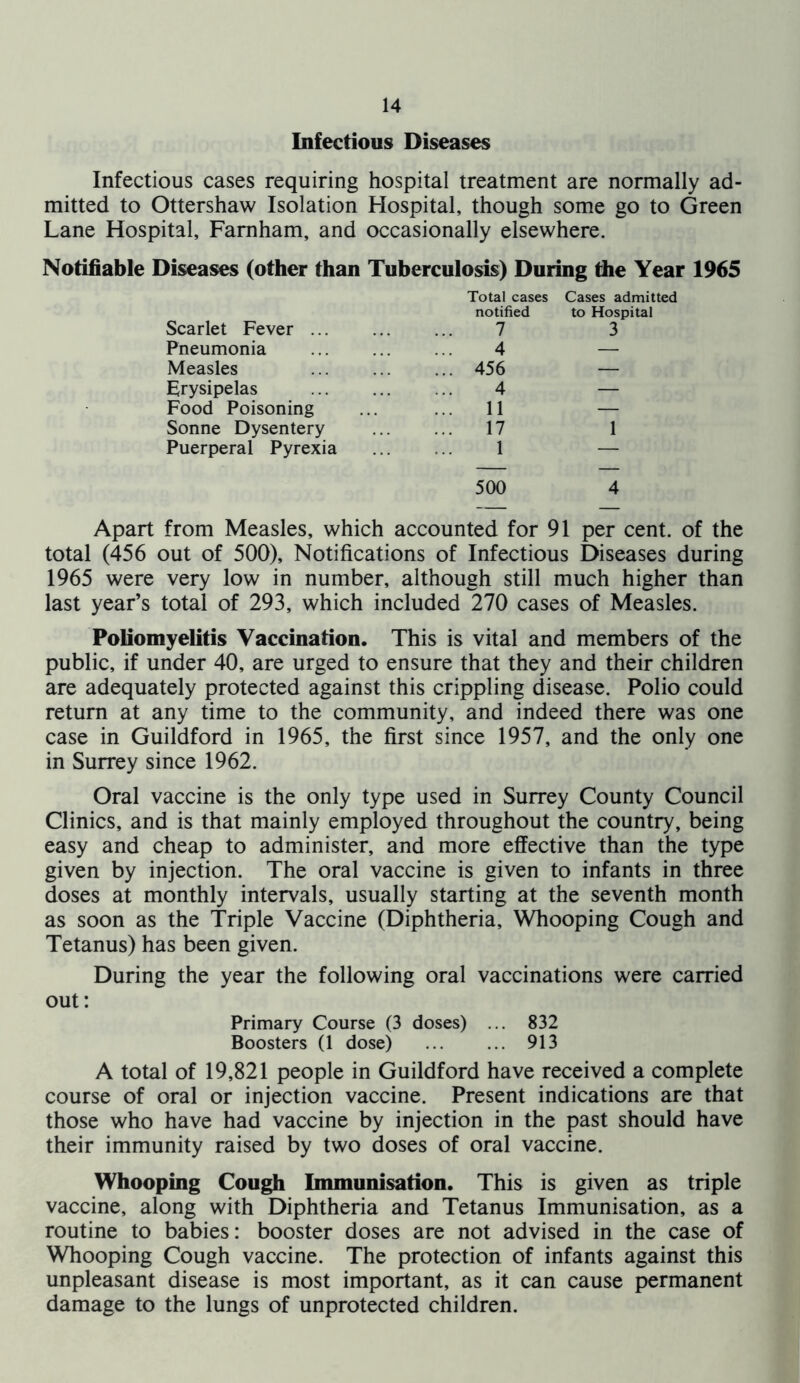 14
Infectious Diseases
Infectious cases requiring hospital treatment are normally ad-
mitted to Ottershaw Isolation Hospital, though some go to Green
Lane Hospital, Farnham, and occasionally elsewhere.
Notifiable Diseases (other than Tuberculosis) During the Year 1965
Total cases Cases admitted
notified to Hospital
Scarlet Fever ... ... ... 7 3
Pneumonia ... ... ... 4 —
Measles ... ... ... 456 —
Erysipelas ... ... ... 4 —
Food Poisoning ... ... 11 —
Sonne Dysentery ... ... 17 1
Puerperal Pyrexia ... ... 1 —
500 4
Apart from Measles, which accounted for 91 per cent. of the
total (456 out of 500), Notifications of Infectious Diseases during
1965 were very low in number, although still much higher than
last year's total of 293, which included 270 cases of Measles.
Poliomyelitis Vaccination. This is vital and members of the
public, if under 40, are urged to ensure that they and their children
are adequately protected against this crippling disease. Polio could
return at any time to the community, and indeed there was one
case in Guildford in 1965, the first since 1957, and the only one
in Surrey since 1962.
Oral vaccine is the only type used in Surrey County Council
Clinics, and is that mainly employed throughout the country, being
easy and cheap to administer, and more effective than the type
given by injection. The oral vaccine is given to infants in three
doses at monthly intervals, usually starting at the seventh month
as soon as the Triple Vaccine (Diphtheria, Whooping Cough and
Tetanus) has been given.
During the year the following oral vaccinations were carried
out:
Primary Course (3 doses) ... 832
Boosters (1 dose) ... ... 913
A total of 19,821 people in Guildford have received a complete
course of oral or injection vaccine. Present indications are that
those who have had vaccine by injection in the past should have
their immunity raised by two doses of oral vaccine.
Whooping Cough Immunisation. This is given as triple
vaccine, along with Diphtheria and Tetanus Immunisation, as a
routine to babies: booster doses are not advised in the case of
Whooping Cough vaccine. The protection of infants against this
unpleasant disease is most important, as it can cause permanent
damage to the lungs of unprotected children.